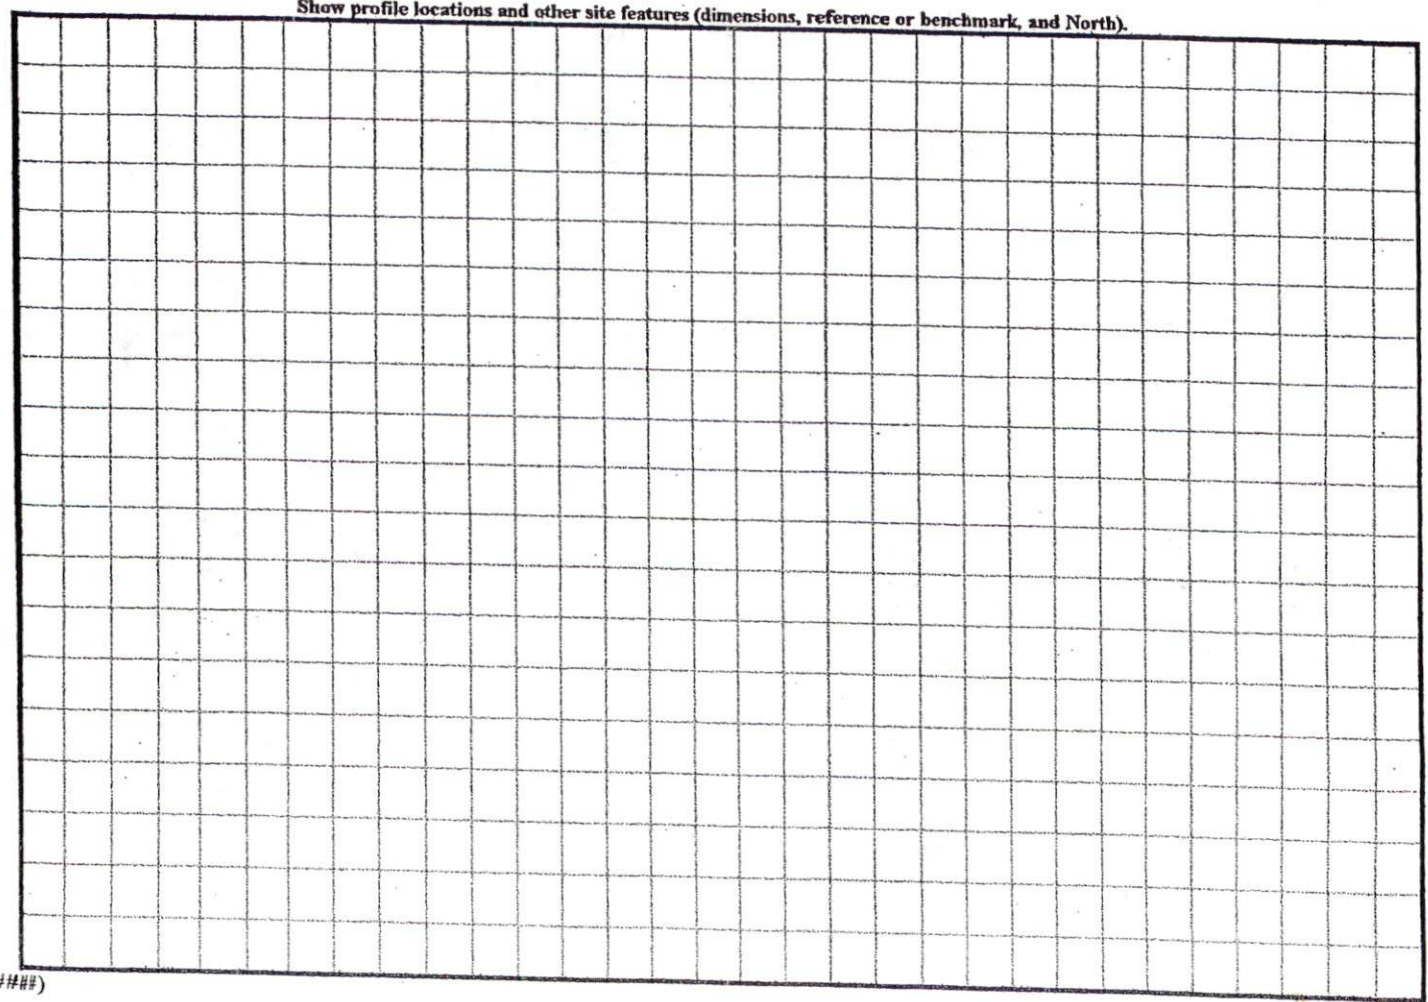 Show profile locations and other site features (dimensions, reference or benchmark, and North).
###)